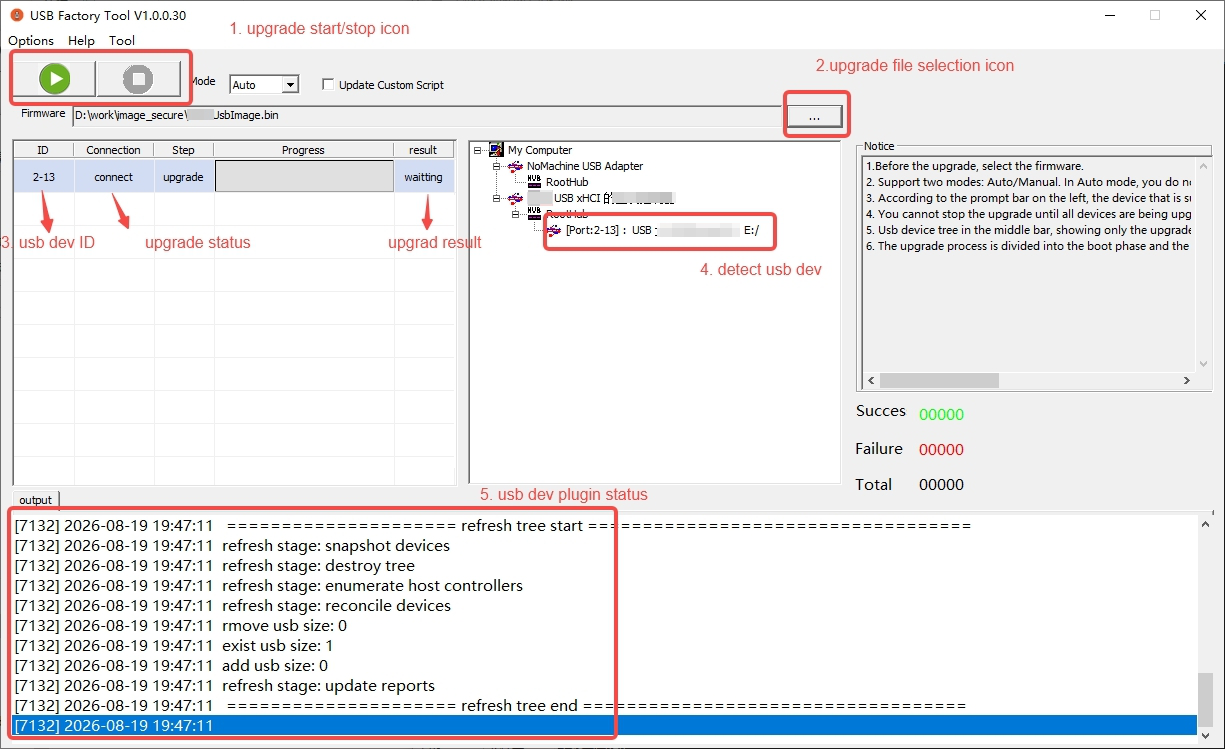 USB Factory Tool V1.0.0.30
Options Help Tool
1. upgrade start/stop icon
2.upgrade file selection icon
Mode
Auto
Update Custom Script
Firmware
D:\work\image_secure\ UsbImage.bin
...
ID Connection Step Progress result
2-13 connect upgrade waitting
3. usb dev ID
upgrade status
upgrad result
My Computer
NoMachine USB Adapter
HUB RootHub
USB xHCI 的
HUB RootHub
[Port:2-13] : USB E:/
4. detect usb dev
Notice
1.Before the upgrade, select the firmware.
2. Support two modes: Auto/Manual. In Auto mode, you do
3. According to the prompt bar on the left, the device that is
4. You cannot stop the upgrade until all devices are being
5. Usb device tree in the middle bar, showing only the
6. The upgrade process is divided into the boot phase and the
Succes 00000
Failure 00000
Total 00000
5. usb dev plugin status
output
[7132] 2026-08-19 19:47:11 ===================== refresh tree start ===================================
[7132] 2026-08-19 19:47:11 refresh stage: snapshot devices
[7132] 2026-08-19 19:47:11 refresh stage: destroy tree
[7132] 2026-08-19 19:47:11 refresh stage: enumerate host controllers
[7132] 2026-08-19 19:47:11 refresh stage: reconcile devices
[7132] 2026-08-19 19:47:11 rmove usb size: 0
[7132] 2026-08-19 19:47:11 exist usb size: 1
[7132] 2026-08-19 19:47:11 add usb size: 0
[7132] 2026-08-19 19:47:11 refresh stage: update reports
[7132] 2026-08-19 19:47:11 ===================== refresh tree end ===================================
[7132] 2026-08-19 19:47:11